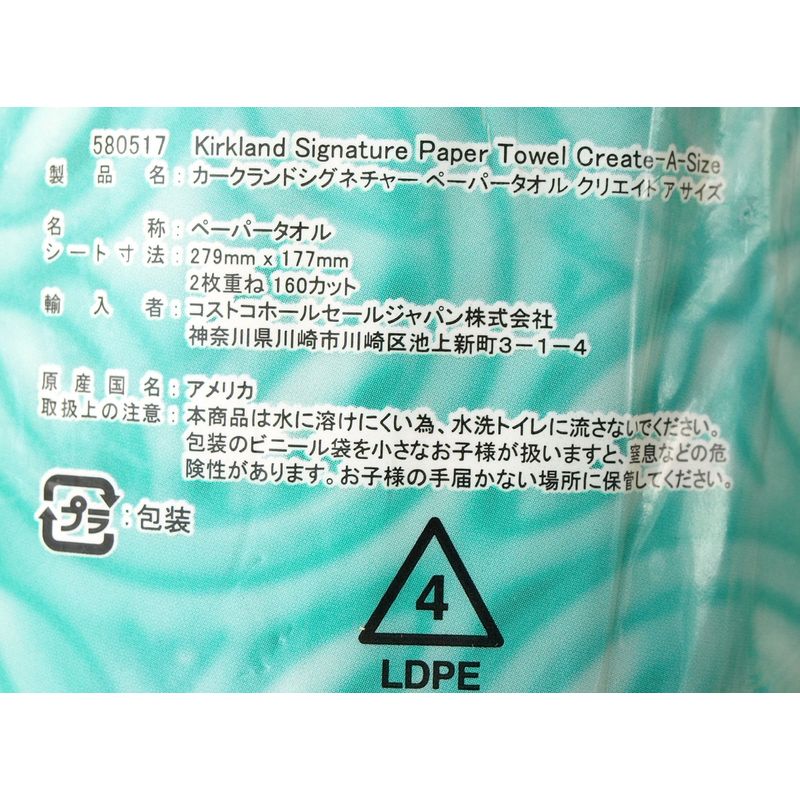 580517 Kirkland Signature Paper Towel Create-A-Size
製品名：カークランドシグネチャー ペーパータオル クリエイトアサイズ
名称：ペーパータオル
シート寸法：279mm x 177mm
2枚重ね 160カット
輸入者：コストコホールセールジャパン株式会社
神奈川県川崎市川崎区池上新町3-1-4
原産国名：アメリカ
取扱上の注意：本商品は水に溶けにくい為、水洗トイレに流さないでください。
包装のビニール袋を小さなお子様が扱いますと、窒息などの危
険性があります。お子様の手届かない場所に保管してください。
プラ：包装
4
LDPE